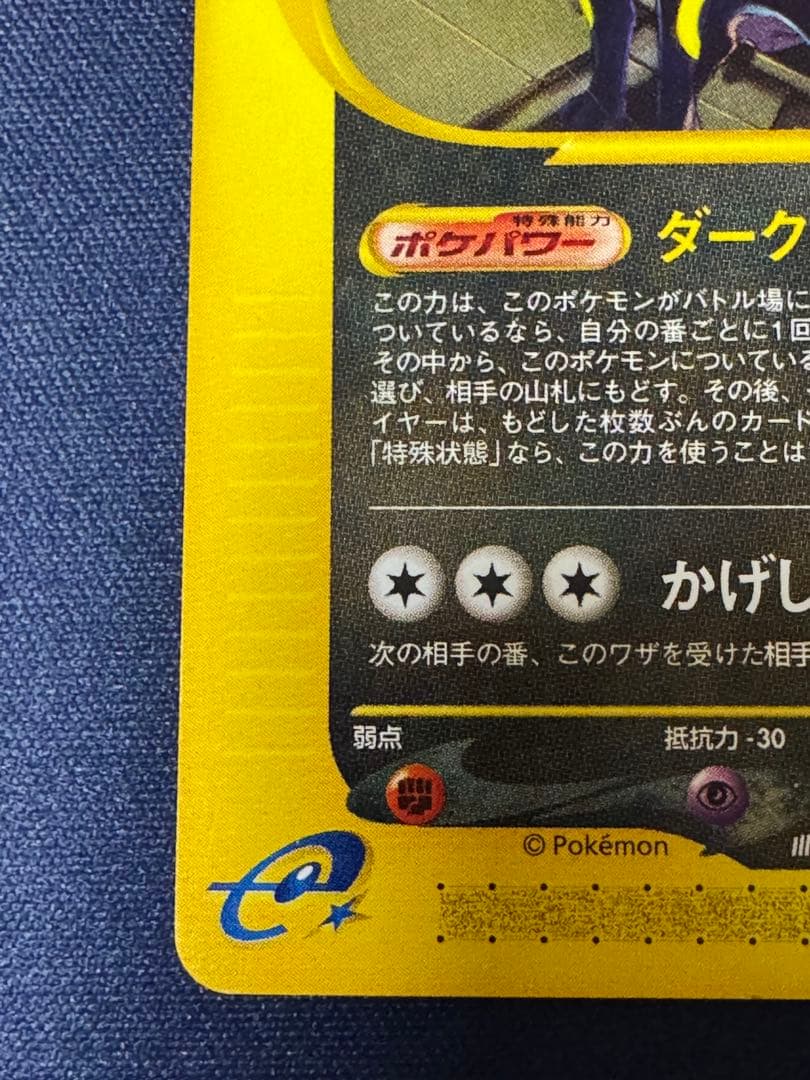 特殊能力
ポケパワー ダーク
この力は、このポケモンがバトル場に
ついているなら、自分の番ごとに1回
その中から、このポケモンについている
選び、相手の山札にもどす。その後、
イヤーは、もどした枚数ぶんのカード
「特殊状態」なら、この力を使うことは
かげし
次の相手の番、このワザを受けた相手
弱点 抵抗力 -30
© Pokémon
e